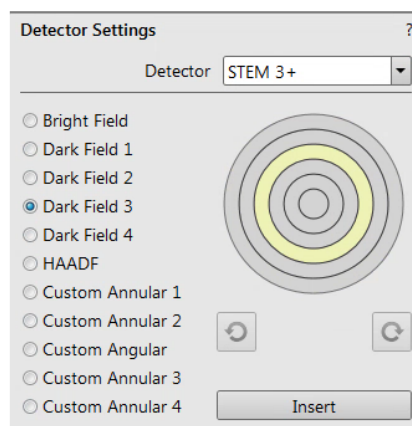 Detector Settings ?
Detector STEM 3+
Bright Field
Dark Field 1
Dark Field 2
Dark Field 3
Dark Field 4
HAADF
Custom Annular 1
Custom Annular 2
Custom Angular
Custom Annular 3
Custom Annular 4
Insert